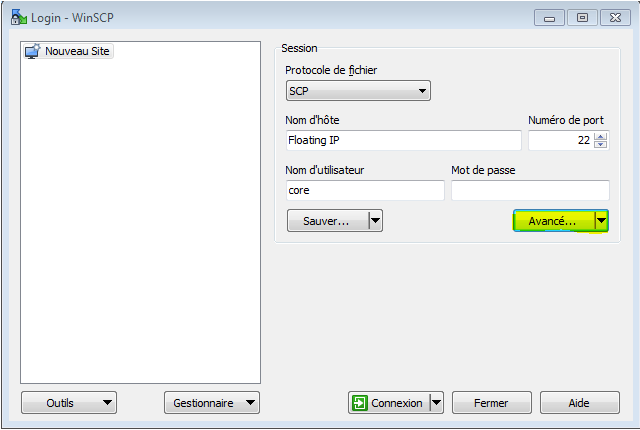 Login - WinSCP
Nouveau Site
Session
Protocole de fichier
SCP
Nom d'hôte Numéro de port
Floating IP 22
Nom d'utilisateur Mot de passe
core
Sauver... Avancé...
Outils Gestionnaire Connexion Fermer Aide